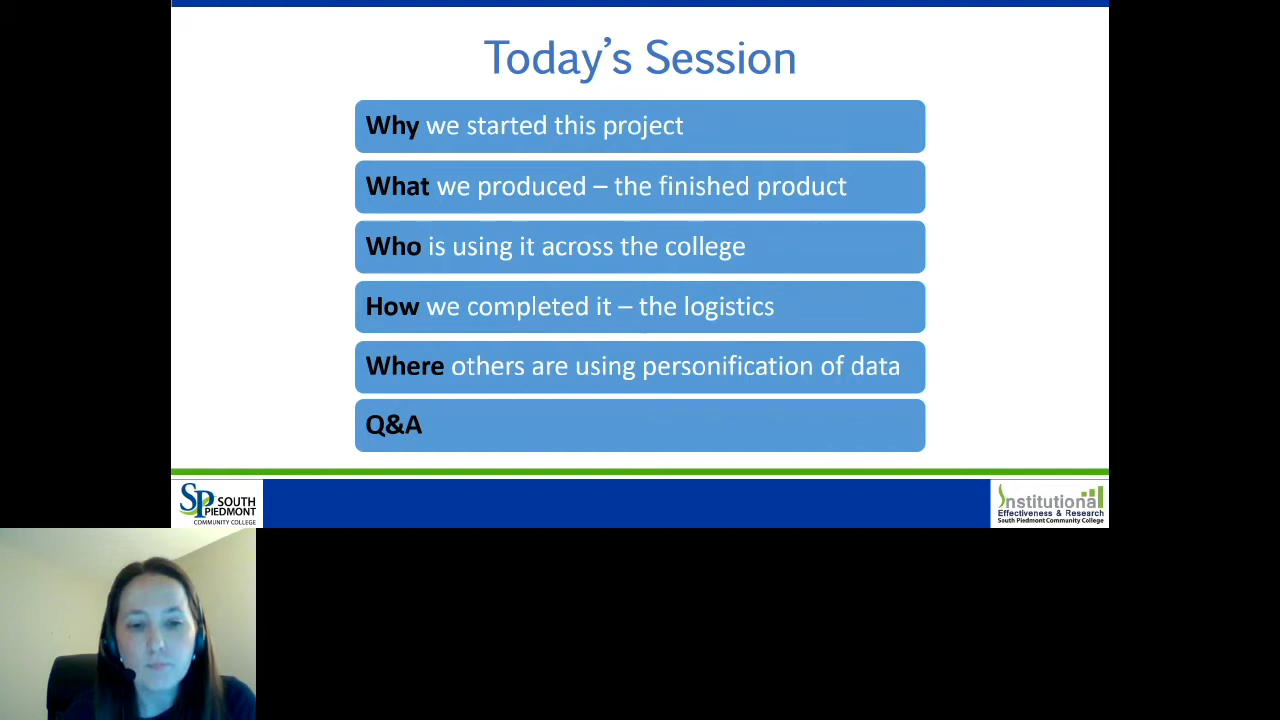 Today's Session
Why we started this project
What we produced – the finished product
Who is using it across the college
How we completed it – the logistics
Where others are using personification of data
Q&A
SP SOUTH
PIEDMONT
COMMUNITY COLLEGE
Institutional
Effectiveness & Research
South Piedmont Community College